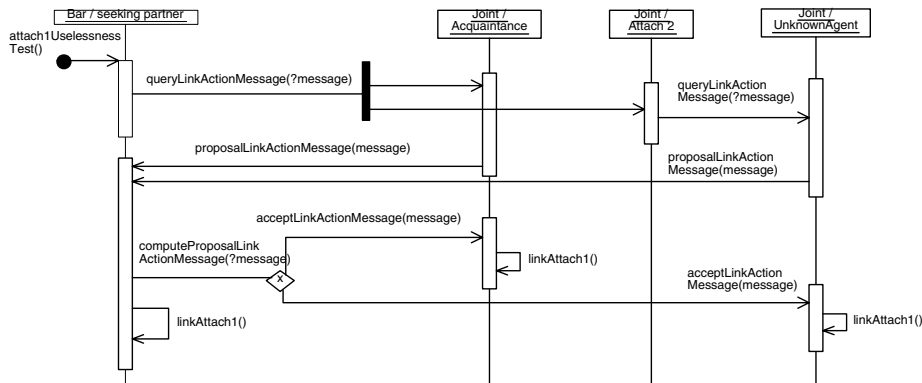 Bar / seeking partner
Joint /
Acquaintance
Joint /
Attach 2
Joint /
UnknownAgent
attach1Uselessness
Test()
queryLinkActionMessage(?message)
queryLinkAction
Message(?message)
proposalLinkActionMessage(message)
proposalLinkAction
Message(message)
acceptLinkActionMessage(message)
computeProposalLink
ActionMessage(?message)
x
linkAttach1()
acceptLinkAction
Message(message)
linkAttach1()
linkAttach1()